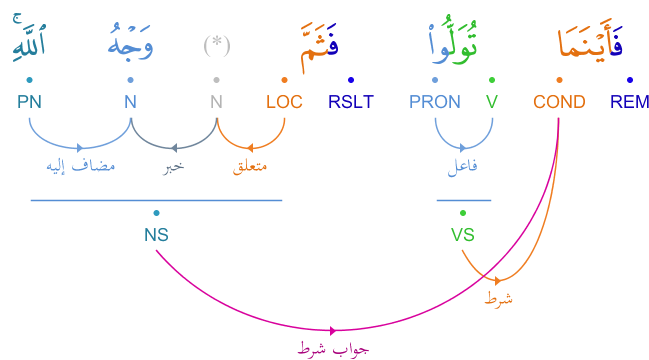 فَأَيْنَمَا تُوَلُّوا۟ فَثَمَّ (*) وَجْهُ ٱللَّهِ ۚ
REM COND V PRON RSLT LOC N N PN
فاعل متعلق خبر مضاف إليه
VS NS
شرط
جواب شرط